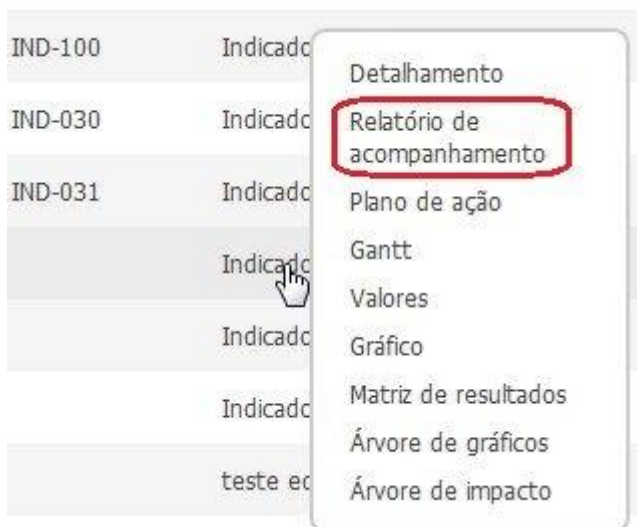 IND-100 Indicado
IND-030 Indicado
IND-031 Indicado
Indicado
Indicado
Indicado
teste ec
Detalhamento
Relatório de
acompanhamento
Plano de ação
Gantt
Valores
Gráfico
Matriz de resultados
Árvore de gráficos
Árvore de impacto